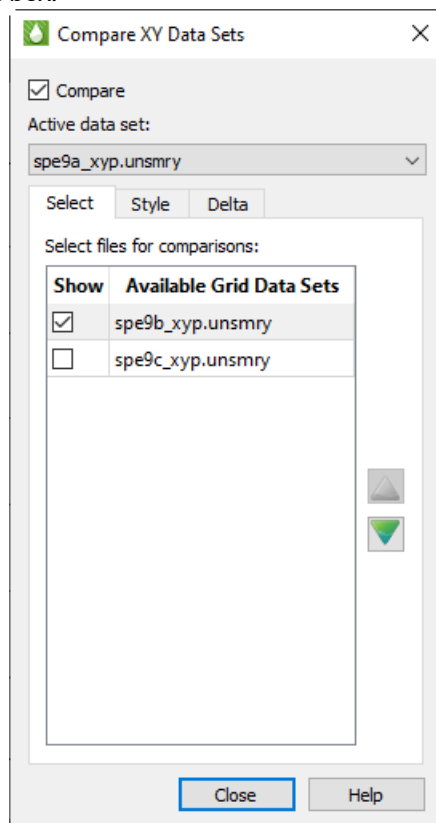 Compare XY Data Sets
Compare
Active data set:
spe9a_xyp.unsmry
Select Style Delta
Select files for comparisons:
Show Available Grid Data Sets
spe9b_xyp.unsmry
spe9c_xyp.unsmry
Close Help